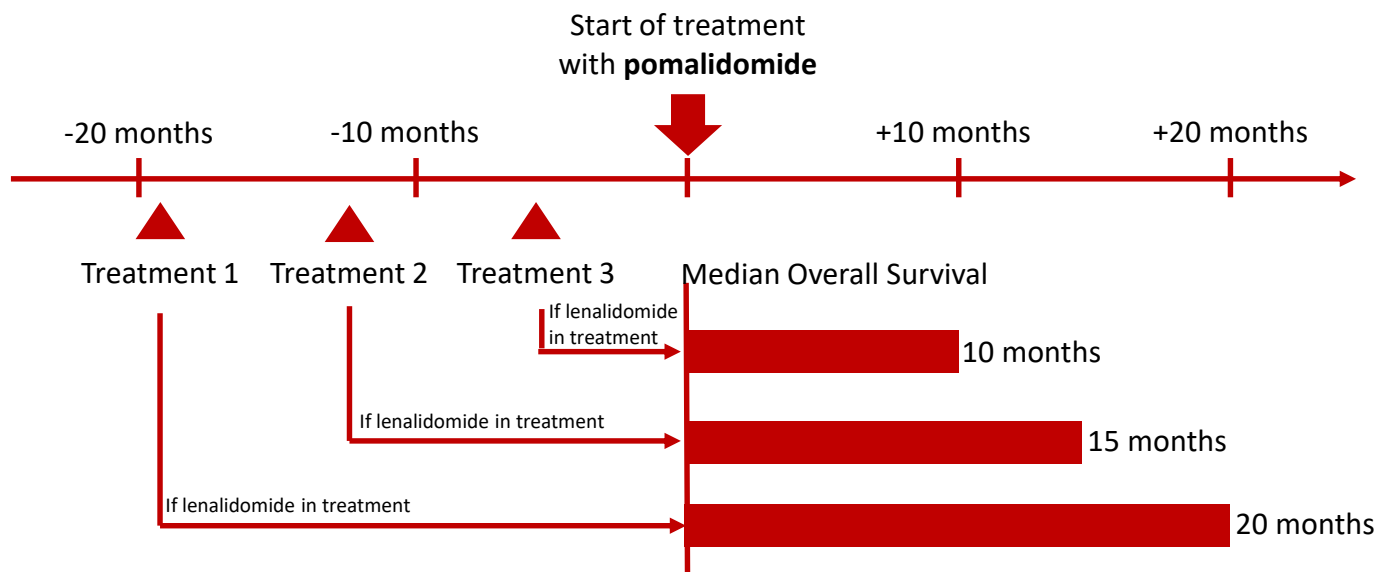 Start of treatment
with pomalidomide
-20 months
-10 months
+10 months
+20 months
Treatment 1
Treatment 2
Treatment 3
Median Overall Survival
If lenalidomide
in treatment
10 months
If lenalidomide in treatment
15 months
If lenalidomide in treatment
20 months